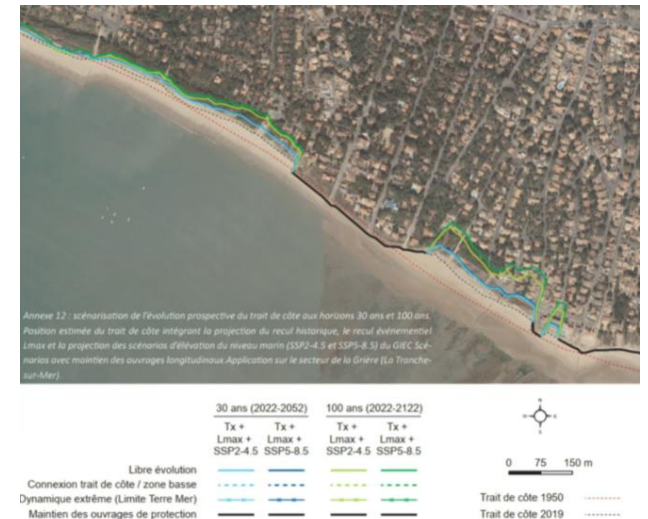 Annexe 12 : scénarisation de l'évolution prospective du trait de côte aux horizons 30 ans et 100 ans.
Position estimée du trait de côte intégrant la projection du recul historique, le recul événementiel
Lmax et la projection des scénarios d'élévation du niveau marin (SSP2-4.5 et SSP5-8.5) du GIEC Scé-
narios avec maintien des ouvrages longitudinaux.Application sur le secteur de la Grière (La Tranche-
sur-Mer).
30 ans (2022-2052) 100 ans (2022-2122)
Tx + Tx + Tx + Tx +
Lmax + Lmax + Lmax + Lmax +
SSP2-4.5 SSP5-8.5 SSP2-4.5 SSP5-8.5
N
0 75 150 m
Libre évolution
Connexion trait de côte / zone basse
Dynamique extrême (Limite Terre Mer)
Maintien des ouvrages de protection
Trait de côte 1950
Trait de côte 2019